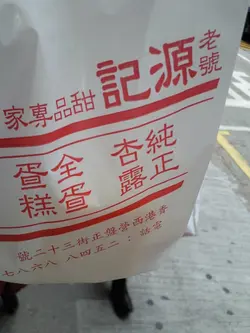 老號源記甜品專家
純正杏露
全蛋蛋糕
香港西營盤正街三十二號
電話：二五四八 八六八七